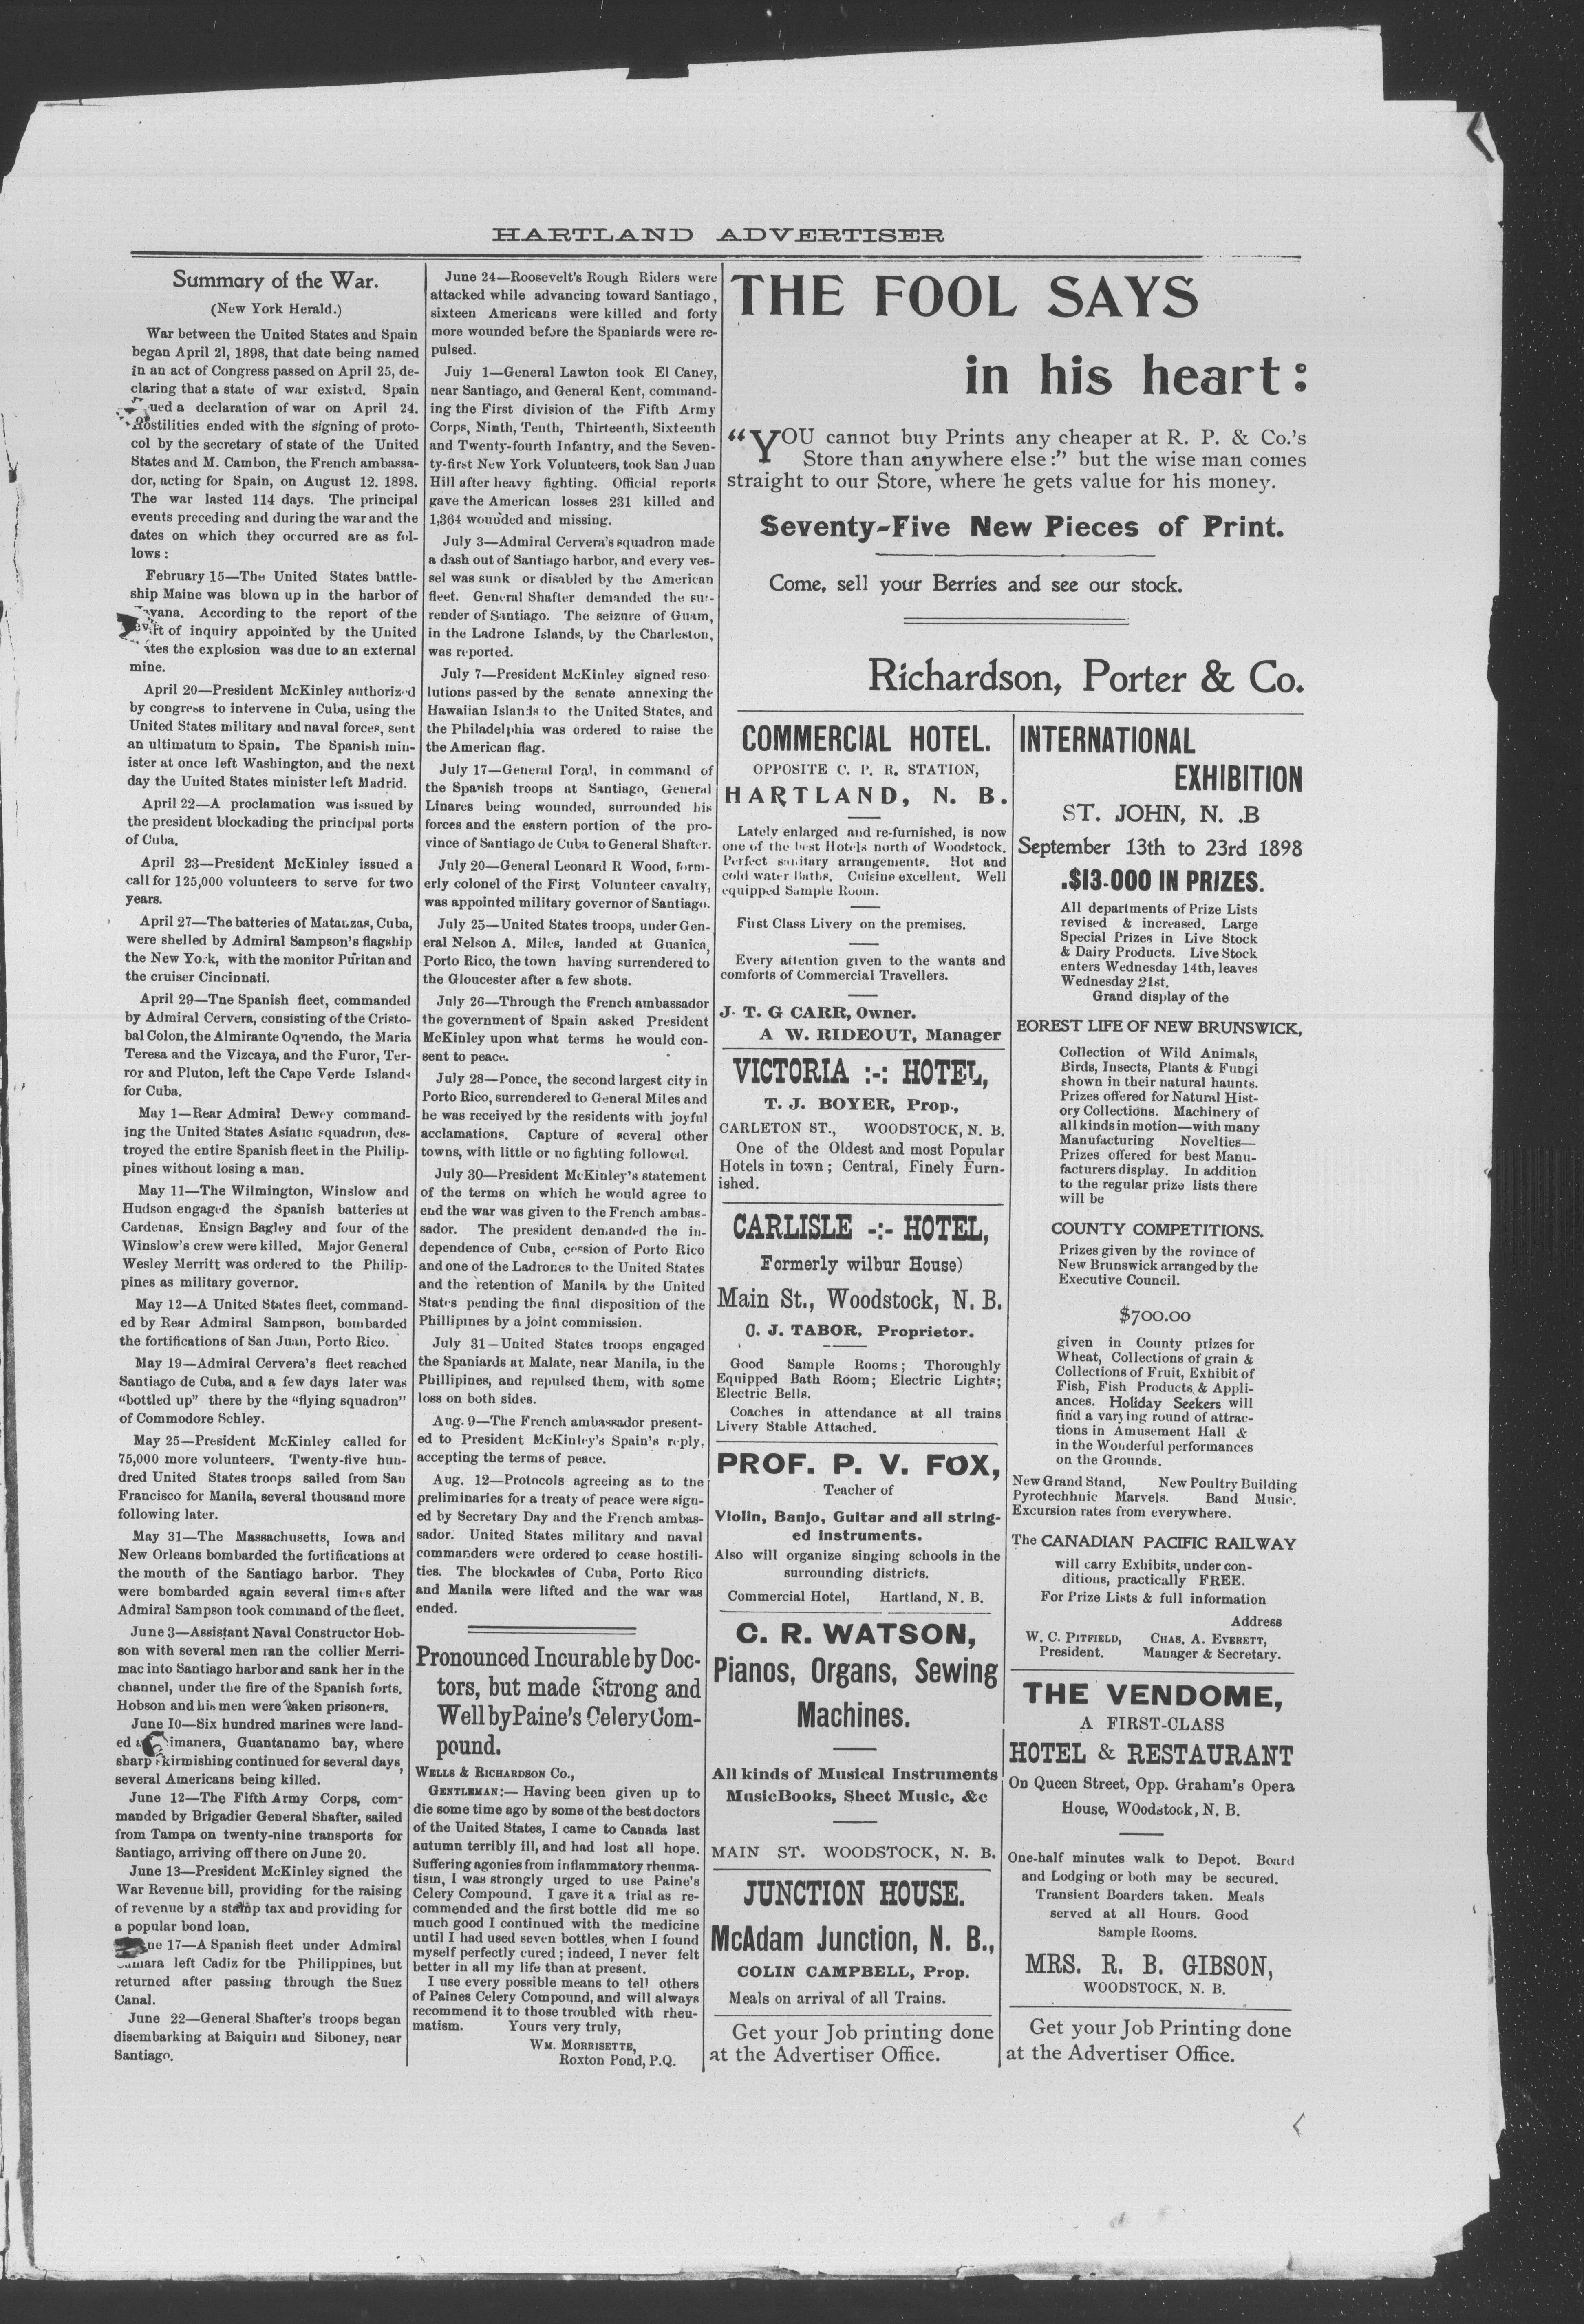 HARTLAND ADVERTISER
Summary of the War.
(New York Herald.)
War between the United States and Spain
began April 21, 1898, that date being named
in an act of Congress passed on April 25, de-
claring that a state of war existed. Spain
ued a declaration of war on April 24.
Hostilities ended with the signing of proto-
col by the secretary of state of the United
States and M. Cambon, the French ambassa-
dor, acting for Spain, on August 12, 1898.
The war lasted 114 days. The principal
events preceding and during the war and the
dates on which they occurred are as fol-
lows:
February 15—The United States battle-
ship Maine was blown up in the harbor of
vana. According to the report of the
rt of inquiry appointed by the United
tes the explosion was due to an external
mine.
April 20—President McKinley authorized
by congress to intervene in Cuba, using the
United States military and naval forces, sent
an ultimatum to Spain. The Spanish min-
ister at once left Washington, and the next
day the United States minister left Madrid.
April 22—A proclamation was issued by
the president blockading the principal ports
of Cuba.
April 23—President McKinley issued a
call for 125,000 volunteers to serve for two
years.
April 27—The batteries of Matanzas, Cuba,
were shelled by Admiral Sampson's flagship
the New York, with the monitor Puritan and
the cruiser Cincinnati.
April 29—Tne Spanish fleet, commanded
by Admiral Cervera, consisting of the Cristo-
bal Colon, the Almirante Oqnendo, the Maria
Teresa and the Vizcaya, and the Furor, Ter-
ror and Pluton, left the Cape Verde Islands
for Cuba.
May 1—Rear Admiral Dewey command-
ing the United States Asiatic squadron, des-
troyed the entire Spanish fleet in the Philip-
pines without losing a man.
May 11—The Wilmington, Winslow and
Hudson engaged the Spanish batteries at
Cardenas. Ensign Bagley and four of the
Winslow's crew were killed. Major General
Wesley Merritt was ordered to the Philip-
pines as military governor.
May 12—A United States fleet, command-
ed by Rear Admiral Sampson, bombarded
the fortifications of San Juan, Porto Rico.
May 19—Admiral Cervera's fleet reached
Santiago de Cuba, and a few days later was
"bottled up" there by the "flying squadron"
of Commodore Schley.
May 25—President McKinley called for
75,000 more volunteers. Twenty-five hun-
dred United States troops sailed from San
Francisco for Manila, several thousand more
following later.
May 31—The Massachusetts, Iowa and
New Orleans bombarded the fortifications at
the mouth of the Santiago harbor. They
were bombarded again several times after
Admiral Sampson took command of the fleet.
June 3—Assistant Naval Constructor Hob-
son with several men ran the collier Merri-
mac into Santiago harbor and sank her in the
channel, under the fire of the Spanish forts.
Hobson and his men were taken prisoners.
June 10—Six hundred marines were land-
ed imanera, Guantanamo bay, where
sharp skirmishing continued for several days,
several Americans being killed.
June 12—The Fifth Army Corps, com-
manded by Brigadier General Shafter, sailed
from Tampa on twenty-nine transports for
Santiago, arriving off there on June 20.
June 13—President McKinley signed the
War Revenue bill, providing for the raising
of revenue by a stamp tax and providing for
a popular bond loan.
ne 17—A Spanish fleet under Admiral
mara left Cadiz for the Philippines, but
returned after passing through the Suez
Canal.
June 22—General Shafter's troops began
disembarking at Baiquiri and Siboney, near
Santiago.
June 24—Roosevelt's Rough Riders were
attacked while advancing toward Santiago,
sixteen Americans were killed and forty
more wounded before the Spaniards were re-
pulsed.
Juiy 1—General Lawton took El Caney,
near Santiago, and General Kent, command-
ing the First division of the Fifth Army
Corps, Ninth, Tenth, Thirteenth, Sixteenth
and Twenty-fourth Infantry, and the Seven-
ty-first New York Volunteers, took San Juan
Hill after heavy fighting. Official reports
gave the American losses 231 killed and
1,364 wouuded and missing.
July 3—Admiral Cervera's squadron made
a dash out of Santiago harbor, and every ves-
sel was sunk or disabled by the American
fleet. General Shafter demanded the sur-
render of Santiago. The seizure of Guam,
in the Ladrone Islands, by the Charleston,
was reported.
July 7—President McKinley signed reso
lutions passed by the senate annexing the
Hawaiian Islands to the United States, and
the Philadelphia was ordered to raise the
the American flag.
July 17—General Toral, in command of
the Spanish troops at Santiago, General
Linares being wounded, surrounded his
forces and the eastern portion of the pro-
vince of Santiago de Cuba to General Shafter.
July 20—General Leonard R Wood, form-
erly colonel of the First Volunteer cavalry,
was appointed military governor of Santiago.
July 25—United States troops, under Gen-
eral Nelson A. Miles, landed at Guanica,
Porto Rico, the town having surrendered to
the Gloucester after a few shots.
July 26—Through the French ambassador
the government of Spain asked President
McKinley upon what terms he would con-
sent to peace.
July 28—Ponce, the second largest city in
Porto Rico, surrendered to General Miles and
he was received by the residents with joyful
acclamations. Capture of several other
towns, with little or no fighting followed.
July 30—President McKinley's statement
of the terms on which he would agree to
end the war was given to the French ambas-
sador. The president demanded the in-
dependence of Cuba, cession of Porto Rico
and one of the Ladrones to the United States
and the retention of Manila by the United
States pending the final disposition of the
Phillipines by a joint commission.
July 31—United States troops engaged
the Spaniards at Malate, near Manila, in the
Phillipines, and repulsed them, with some
loss on both sides.
Aug. 9—The French ambassador present-
ed to President McKinley's Spain's reply,
accepting the terms of peace.
Aug. 12—Protocols agreeing as to the
preliminaries for a treaty of peace were sign-
ed by Secretary Day and the French ambas-
sador. United States military and naval
commanders were ordered to cease hostili-
ties. The blockades of Cuba, Porto Rico
and Manila were lifted and the war was
ended.
Pronounced Incurable by Doc-
tors, but made Strong and
Well by Paine's Celery Com-
pound.
WELLS & RICHARDSON CO.,
GENTLEMAN:— Having been given up to
die some time ago by some of the best doctors
of the United States, I came to Canada last
autumn terribly ill, and had lost all hope.
Suffering agonies from inflammatory rheuma-
tism, I was strongly urged to use Paine's
Celery Compound. I gave it a trial as re-
commended and the first bottle did me so
much good I continued with the medicine
until I had used seven bottles, when I found
myself perfectly cured; indeed, I never felt
better in all my life than at present.
I use every possible means to tell others
of Paines Celery Compound, and will always
recommend it to those troubled with rheu-
matism. Yours very truly,
WM. MORRISETTE,
Roxton Pond, P.Q.
THE FOOL SAYS
in his heart:
"YOU cannot buy Prints any cheaper at R. P. & Co.'s
Store than anywhere else:" but the wise man comes
straight to our Store, where he gets value for his money.
Seventy-Five New Pieces of Print.
Come, sell your Berries and see our stock.
Richardson, Porter & Co.
COMMERCIAL HOTEL.
OPPOSITE C. P. R. STATION,
HARTLAND, N. B.
Lately enlarged and re-furnished, is now
one of the best Hotels north of Woodstock.
Perfect sanitary arrangements. Hot and
cold water Baths. Cuisine excellent. Well
equipped Sample Room.
First Class Livery on the premises.
Every attention given to the wants and
comforts of Commercial Travellers.
J. T. G CARR, Owner.
A W. RIDEOUT, Manager
VICTORIA :-: HOTEL,
T. J. BOYER, Prop.,
CARLETON ST., WOODSTOCK, N. B.
One of the Oldest and most Popular
Hotels in town; Central, Finely Furn-
ished.
CARLISLE -:- HOTEL,
Formerly wilbur House)
Main St., Woodstock, N. B.
C. J. TABOR, Proprietor.
Good Sample Rooms; Thoroughly
Equipped Bath Room; Electric Lights;
Electric Bells.
Coaches in attendance at all trains
Livery Stable Attached.
PROF. P. V. FOX,
Teacher of
Violin, Banjo, Guitar and all string-
ed instruments.
Also will organize singing schools in the
surrounding districts.
Commercial Hotel, Hartland, N. B.
C. R. WATSON,
Pianos, Organs, Sewing
Machines.
All kinds of Musical Instruments
Music Books, Sheet Music, &c
MAIN ST. WOODSTOCK, N. B.
JUNCTION HOUSE.
McAdam Junction, N. B.,
COLIN CAMPBELL, Prop.
Meals on arrival of all Trains.
Get your Job printing done
at the Advertiser Office.
INTERNATIONAL
EXHIBITION
ST. JOHN, N. .B
September 13th to 23rd 1898
.$13.000 IN PRIZES.
All departments of Prize Lists
revised & increased. Large
Special Prizes in Live Stock
& Dairy Products. Live Stock
enters Wednesday 14th, leaves
Wednesday 21st.
Grand display of the
EOREST LIFE OF NEW BRUNSWICK,
Collection of Wild Animals,
Birds, Insects, Plants & Fungi
shown in their natural haunts.
Prizes offered for Natural Hist-
ory Collections. Machinery of
all kinds in motion—with many
Manufacturing Novelties—
Prizes offered for best Manu-
facturers display. In addition
to the regular prize lists there
will be
COUNTY COMPETITIONS.
Prizes given by the rovince of
New Brunswick arranged by the
Executive Council.
$700.00
given in County prizes for
Wheat, Collections of grain &
Collections of Fruit, Exhibit of
Fish, Fish Products & Appli-
ances. Holiday Seekers will
find a varying round of attrac-
tions in Amusement Hall &
in the Wonderful performances
on the Grounds.
New Grand Stand, New Poultry Building
Pyrotechhnic Marvels. Band Music.
Excursion rates from everywhere.
The CANADIAN PACIFIC RAILWAY
will carry Exhibits, under con-
ditions, practically FREE.
For Prize Lists & full information
Address
W. C. PITFIELD, CHAS. A. EVERETT,
President. Manager & Secretary.
THE VENDOME,
A FIRST-CLASS
HOTEL & RESTAURANT
On Queen Street, Opp. Graham's Opera
House, WOodstock, N. B.
One-half minutes walk to Depot. Board
and Lodging or both may be secured.
Transient Boarders taken. Meals
served at all Hours. Good
Sample Rooms.
MRS. R. B. GIBSON,
WOODSTOCK, N. B.
Get your Job Printing done
at the Advertiser Office.